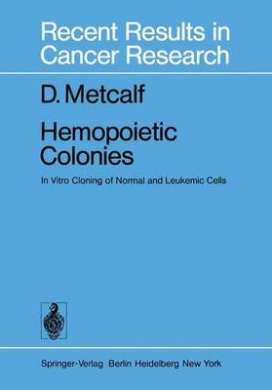 Recent Results in
Cancer Research
D. Metcalf
Hemopoietic
Colonies
In Vitro Cloning of Normal and Leukemic Cells
Springer-Verlag Berlin Heidelberg New York